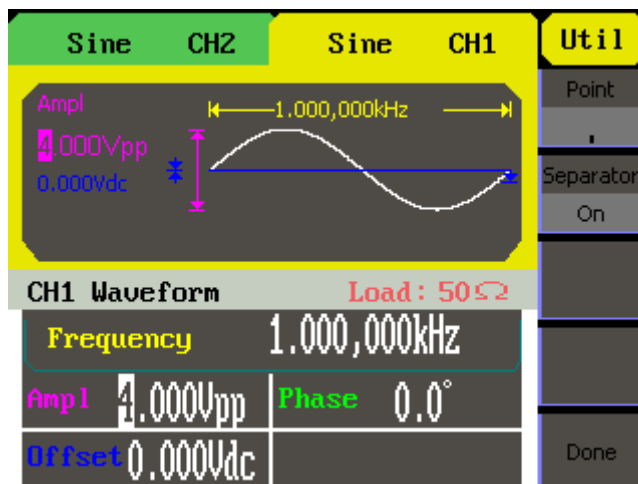 Sine CH2 Sine CH1 Util
Ampl
1.000,000kHz
4.000Vpp
0.000Vdc
Point
.
Separator
On
CH1 Waveform Load: 50Ω
Frequency 1.000,000kHz
Ampl 4.000Vpp Phase 0.0°
Offset 0.000Vdc
Done